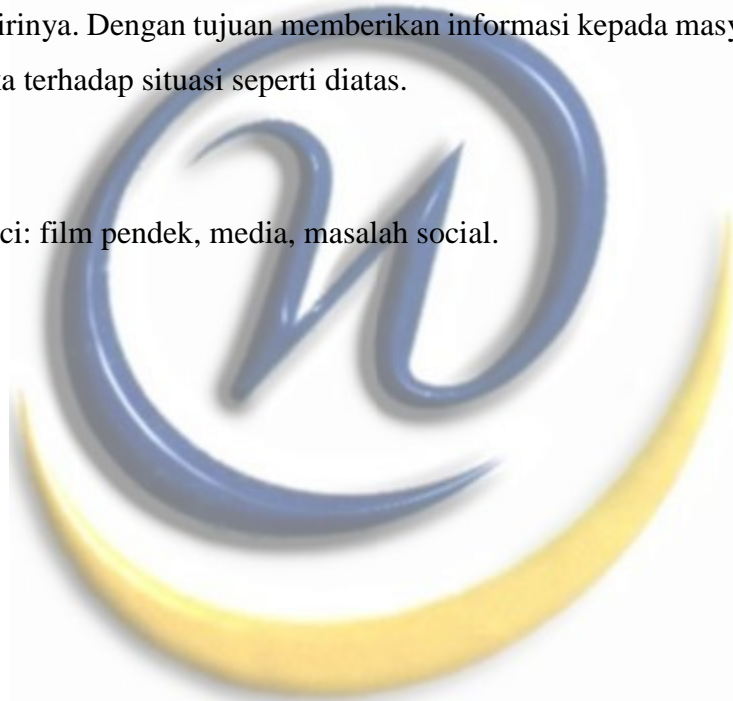 irinya. Dengan tujuan memberikan informasi kepada masy
a terhadap situasi seperti diatas.
ci: film pendek, media, masalah social.